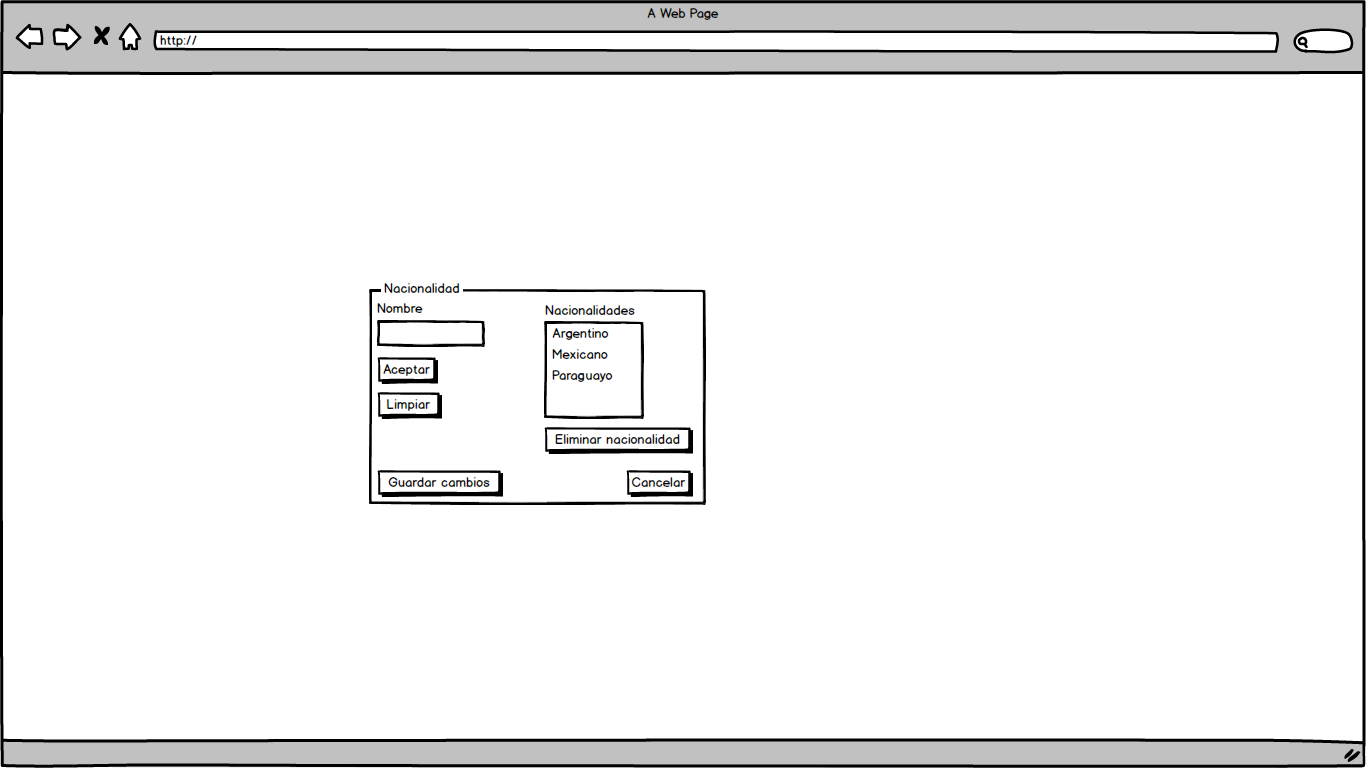 A Web Page
http://
Nacionalidad
Nombre
Nacionalidades
Argentino
Mexicano
Paraguayo
Aceptar
Limpiar
Eliminar nacionalidad
Guardar cambios
Cancelar